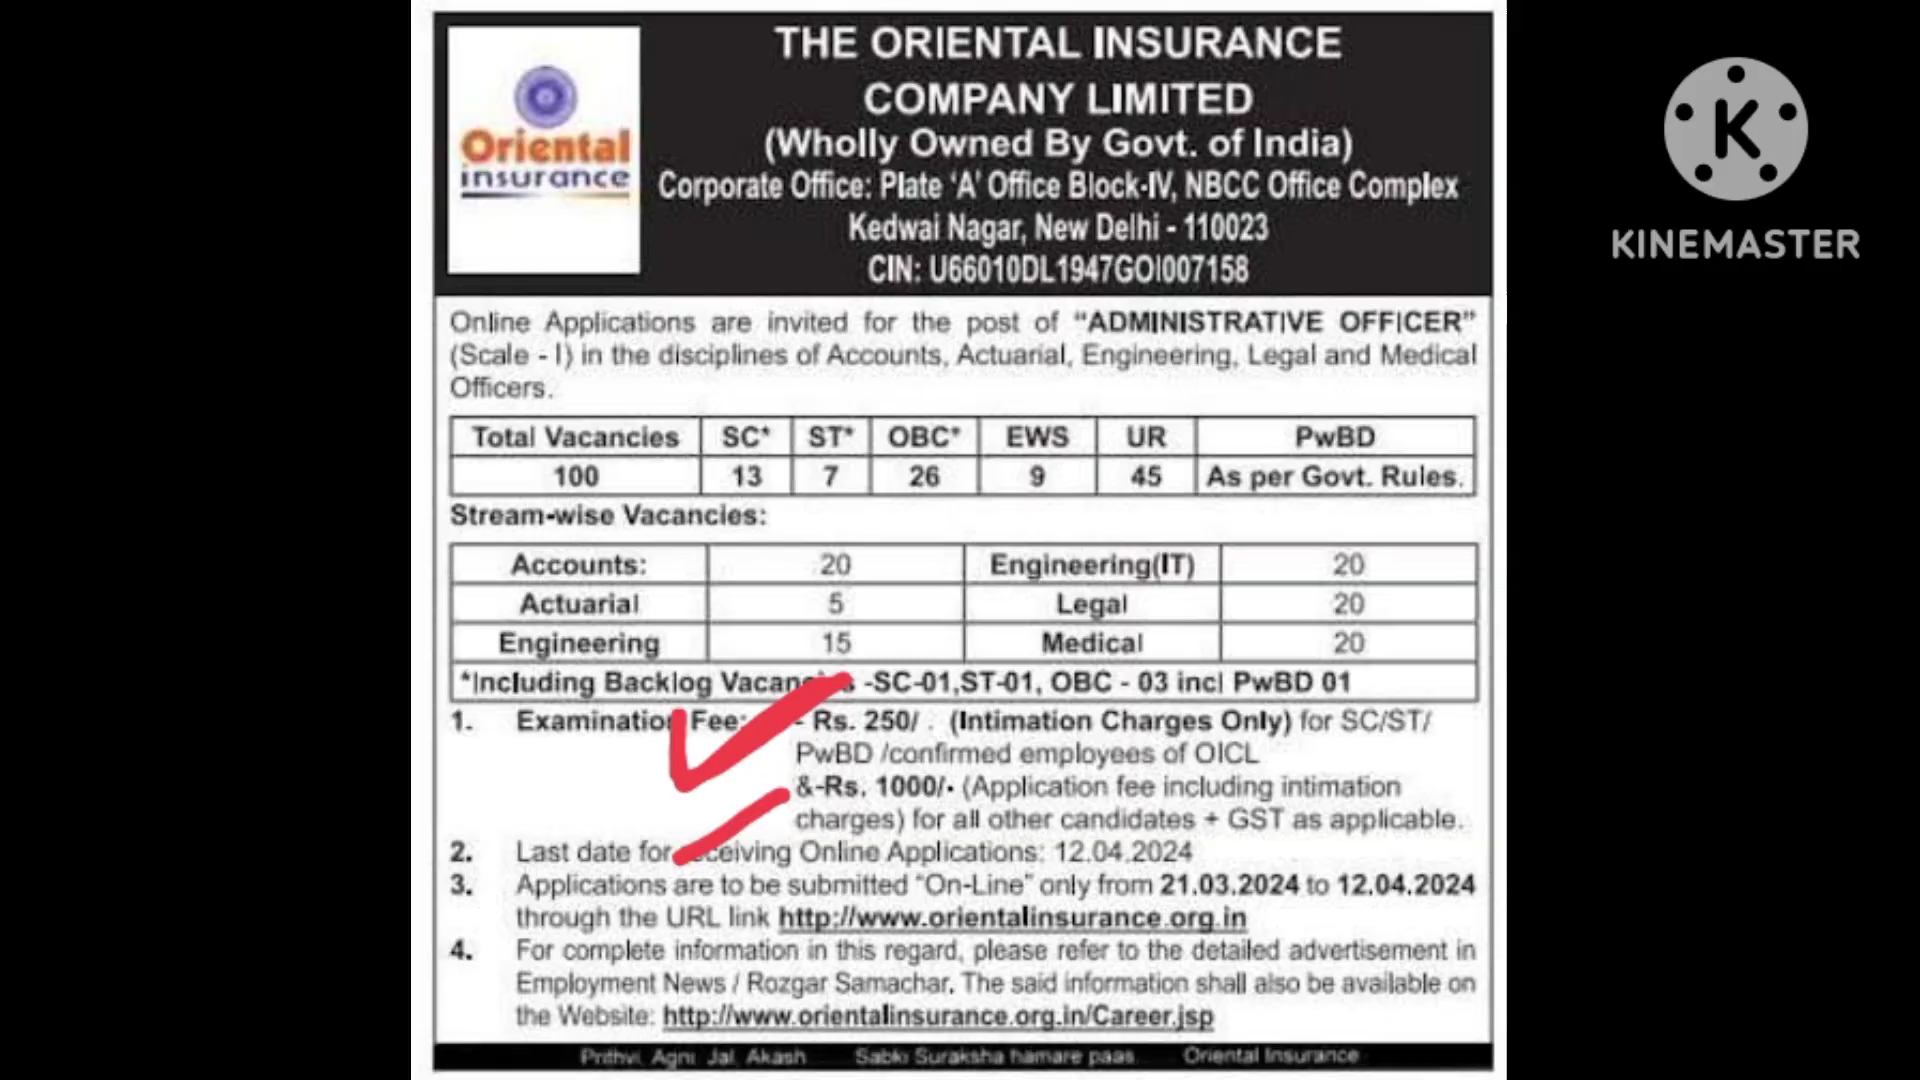 Oriental
insurance
THE ORIENTAL INSURANCE
COMPANY LIMITED
(Wholly Owned By Govt. of India)
Corporate Office: Plate 'A' Office Block-IV, NBCC Office Complex
Kedwai Nagar, New Delhi - 110023
CIN: U66010DL1947GOI007158
K
KINEMASTER
Online Applications are invited for the post of "ADMINISTRATIVE OFFICER"
(Scale - I) in the disciplines of Accounts, Actuarial, Engineering, Legal and Medical
Officers.
Total Vacancies SC* ST* OBC* EWS UR PwBD
100 13 7 26 9 45 As per Govt. Rules.
Stream-wise Vacancies:
Accounts: 20 Engineering(IT) 20
Actuarial 5 Legal 20
Engineering 15 Medical 20
*Including Backlog Vacancies -SC-01,ST-01, OBC - 03 incl PwBD 01
1. Examination Fee: - Rs. 250/ . (Intimation Charges Only) for SC/ST/
PwBD /confirmed employees of OICL
&-Rs. 1000/- (Application fee including intimation
charges) for all other candidates + GST as applicable.
2. Last date for receiving Online Applications: 12.04.2024
3. Applications are to be submitted "On-Line" only from 21.03.2024 to 12.04.2024
through the URL link http://www.orientalinsurance.org.in
4. For complete information in this regard, please refer to the detailed advertisement in
Employment News / Rozgar Samachar. The said information shall also be available on
the Website: http://www.orientalinsurance.org.in/Career.jsp
Prithvi, Agni, Jal, Akash Sabki Suraksha hamare paas Oriental Insurance